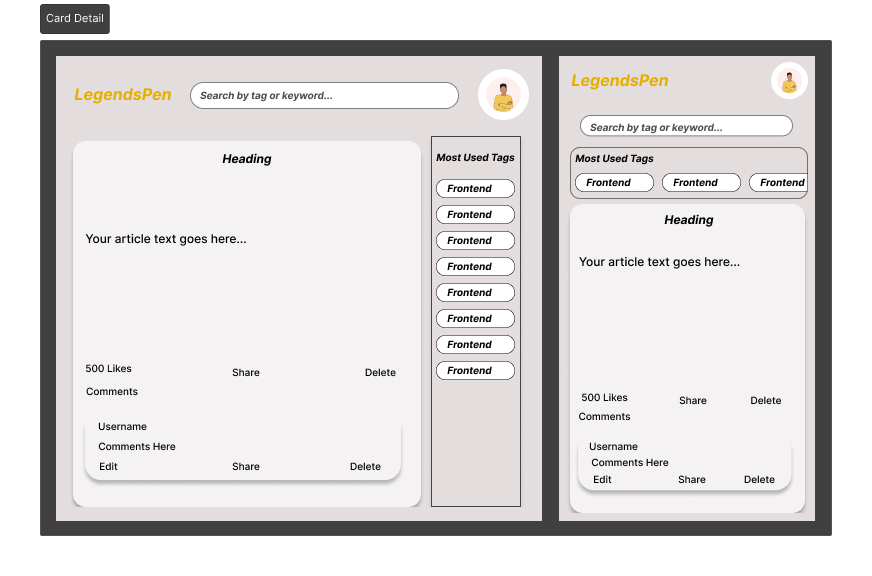 Card Detail
LegendsPen
Search by tag or keyword...
Heading
Your article text goes here...
500 Likes
Share
Delete
Comments
Username
Comments Here
Edit
Share
Delete
Most Used Tags
Frontend
Frontend
Frontend
Frontend
Frontend
Frontend
Frontend
Frontend
LegendsPen
Search by tag or keyword...
Most Used Tags
Frontend
Frontend
Frontend
Heading
Your article text goes here...
500 Likes
Share
Delete
Comments
Username
Comments Here
Edit
Share
Delete